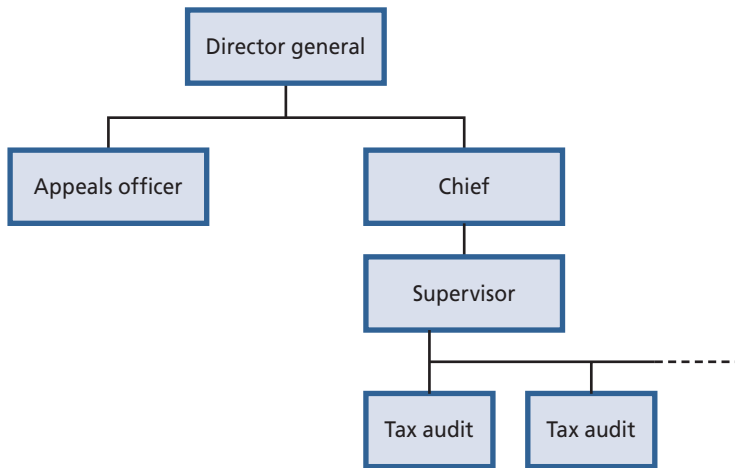 Director general
Appeals officer
Chief
Supervisor
Tax audit
Tax audit